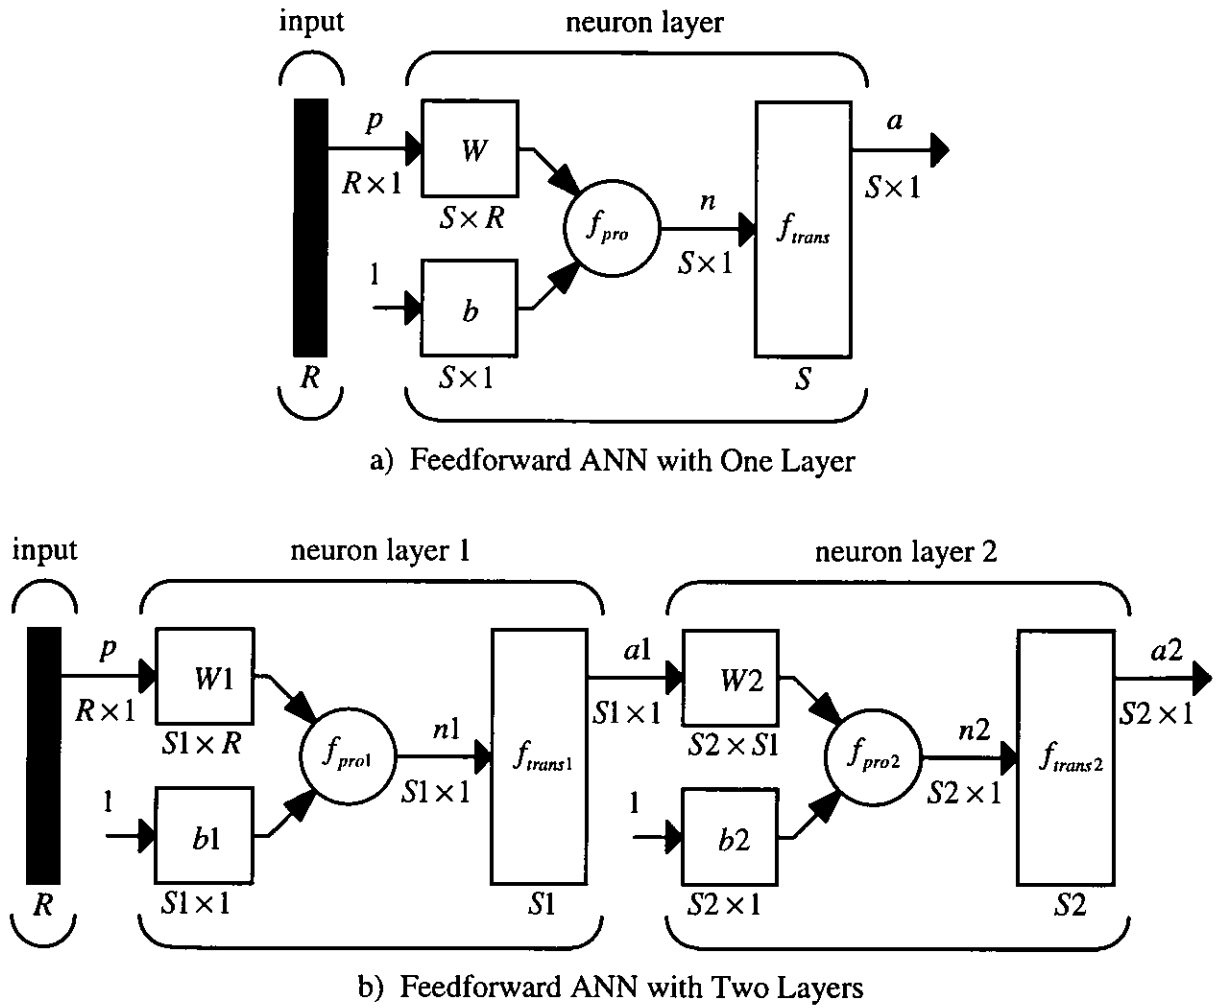 input neuron layer
p a
W
R×1 S×1
S×R n
f_pro f_trans
1 S×1
b
R S×1 S
a) Feedforward ANN with One Layer
input neuron layer 1 neuron layer 2
p a1 a2
W1 W2
R×1 S1×1 S2×1
S1×R n1 S2×S1 n2
f_pro1 f_trans1 f_pro2 f_trans2
1 S1×1 1 S2×1
b1 b2
R S1×1 S1 S2×1 S2
b) Feedforward ANN with Two Layers